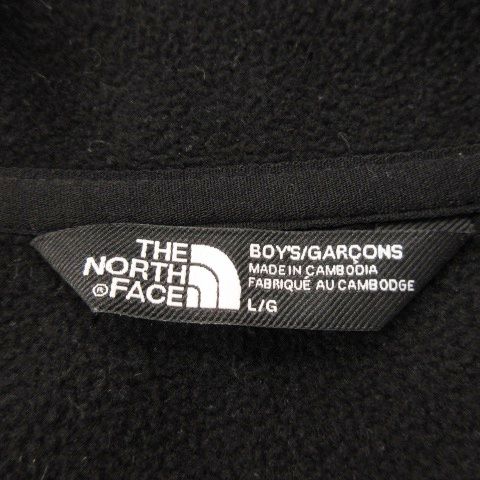 THE
NORTH
®FACE
BOY'S/GARÇONS
MADE IN CAMBODIA
FABRIQUÉ AU CAMBODGE
L/G